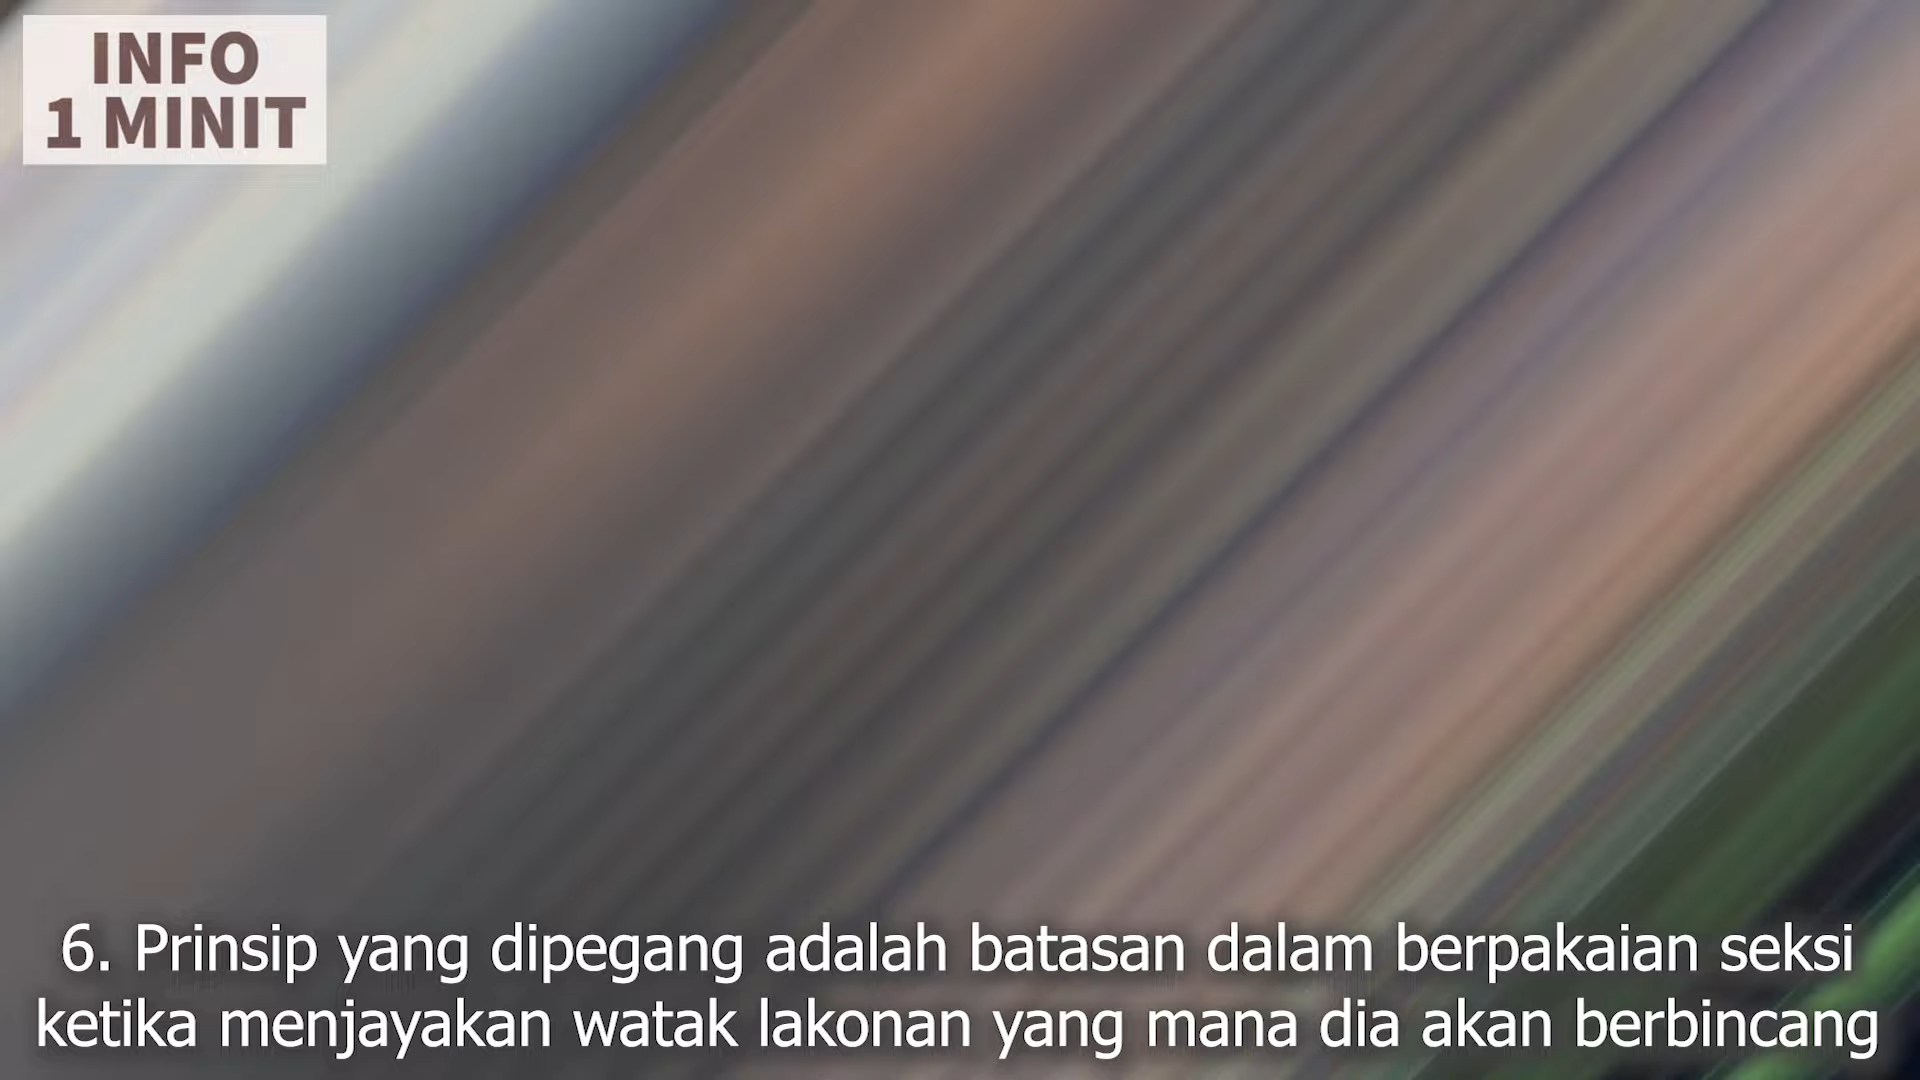 INFO
1 MINIT
6. Prinsip yang dipegang adalah batasan dalam berpakaian seksi
ketika menjayakan watak lakonan yang mana dia akan berbincang